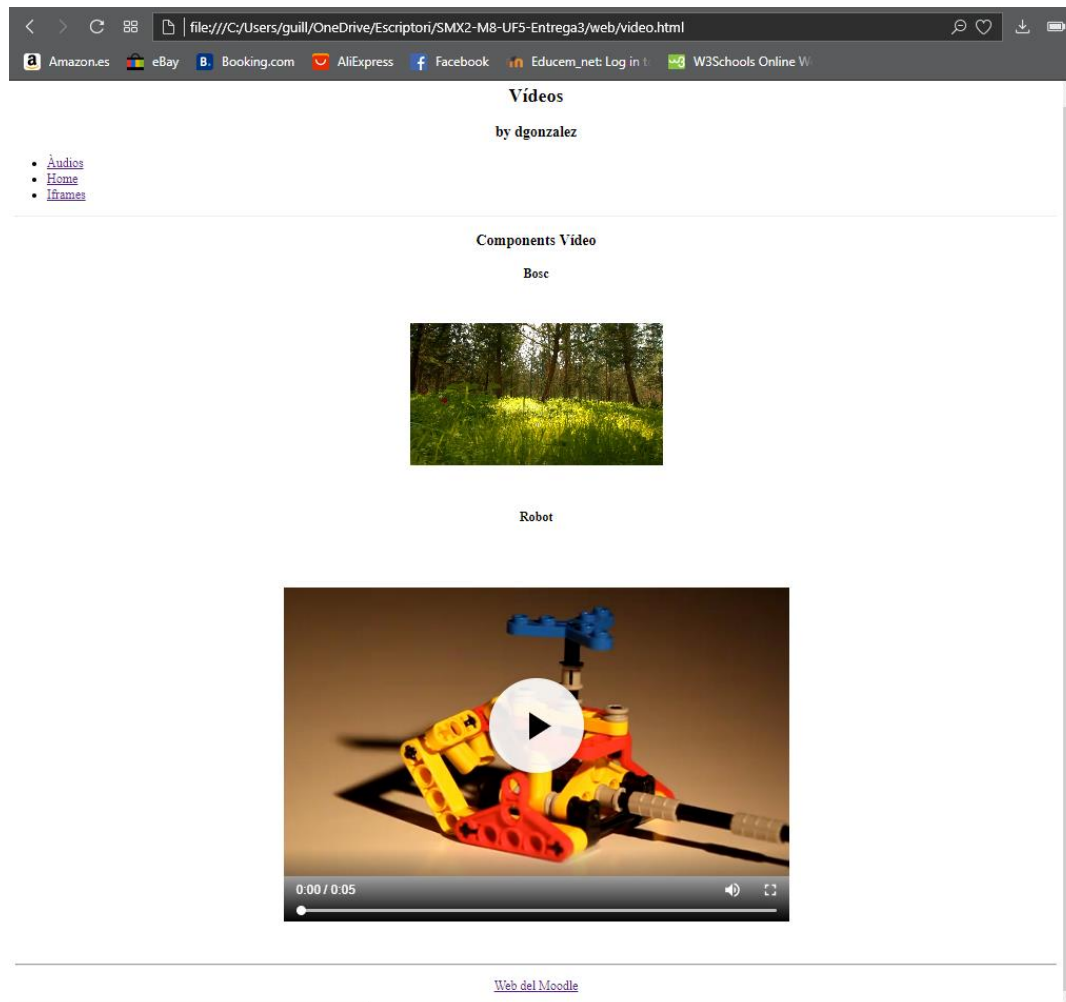 file:///C:/Users/guill/OneDrive/Escriptori/SMX2-M8-UF5-Entrega3/web/video.html
Amazon.es eBay B. Booking.com AliExpress Facebook Educem_net: Log in t W3Schools Online W
Vídeos
by dgonzalez
Àudios
Home
Iframes
Components Vídeo
Bosc
Robot
0:00 / 0:05
Web del Moodle